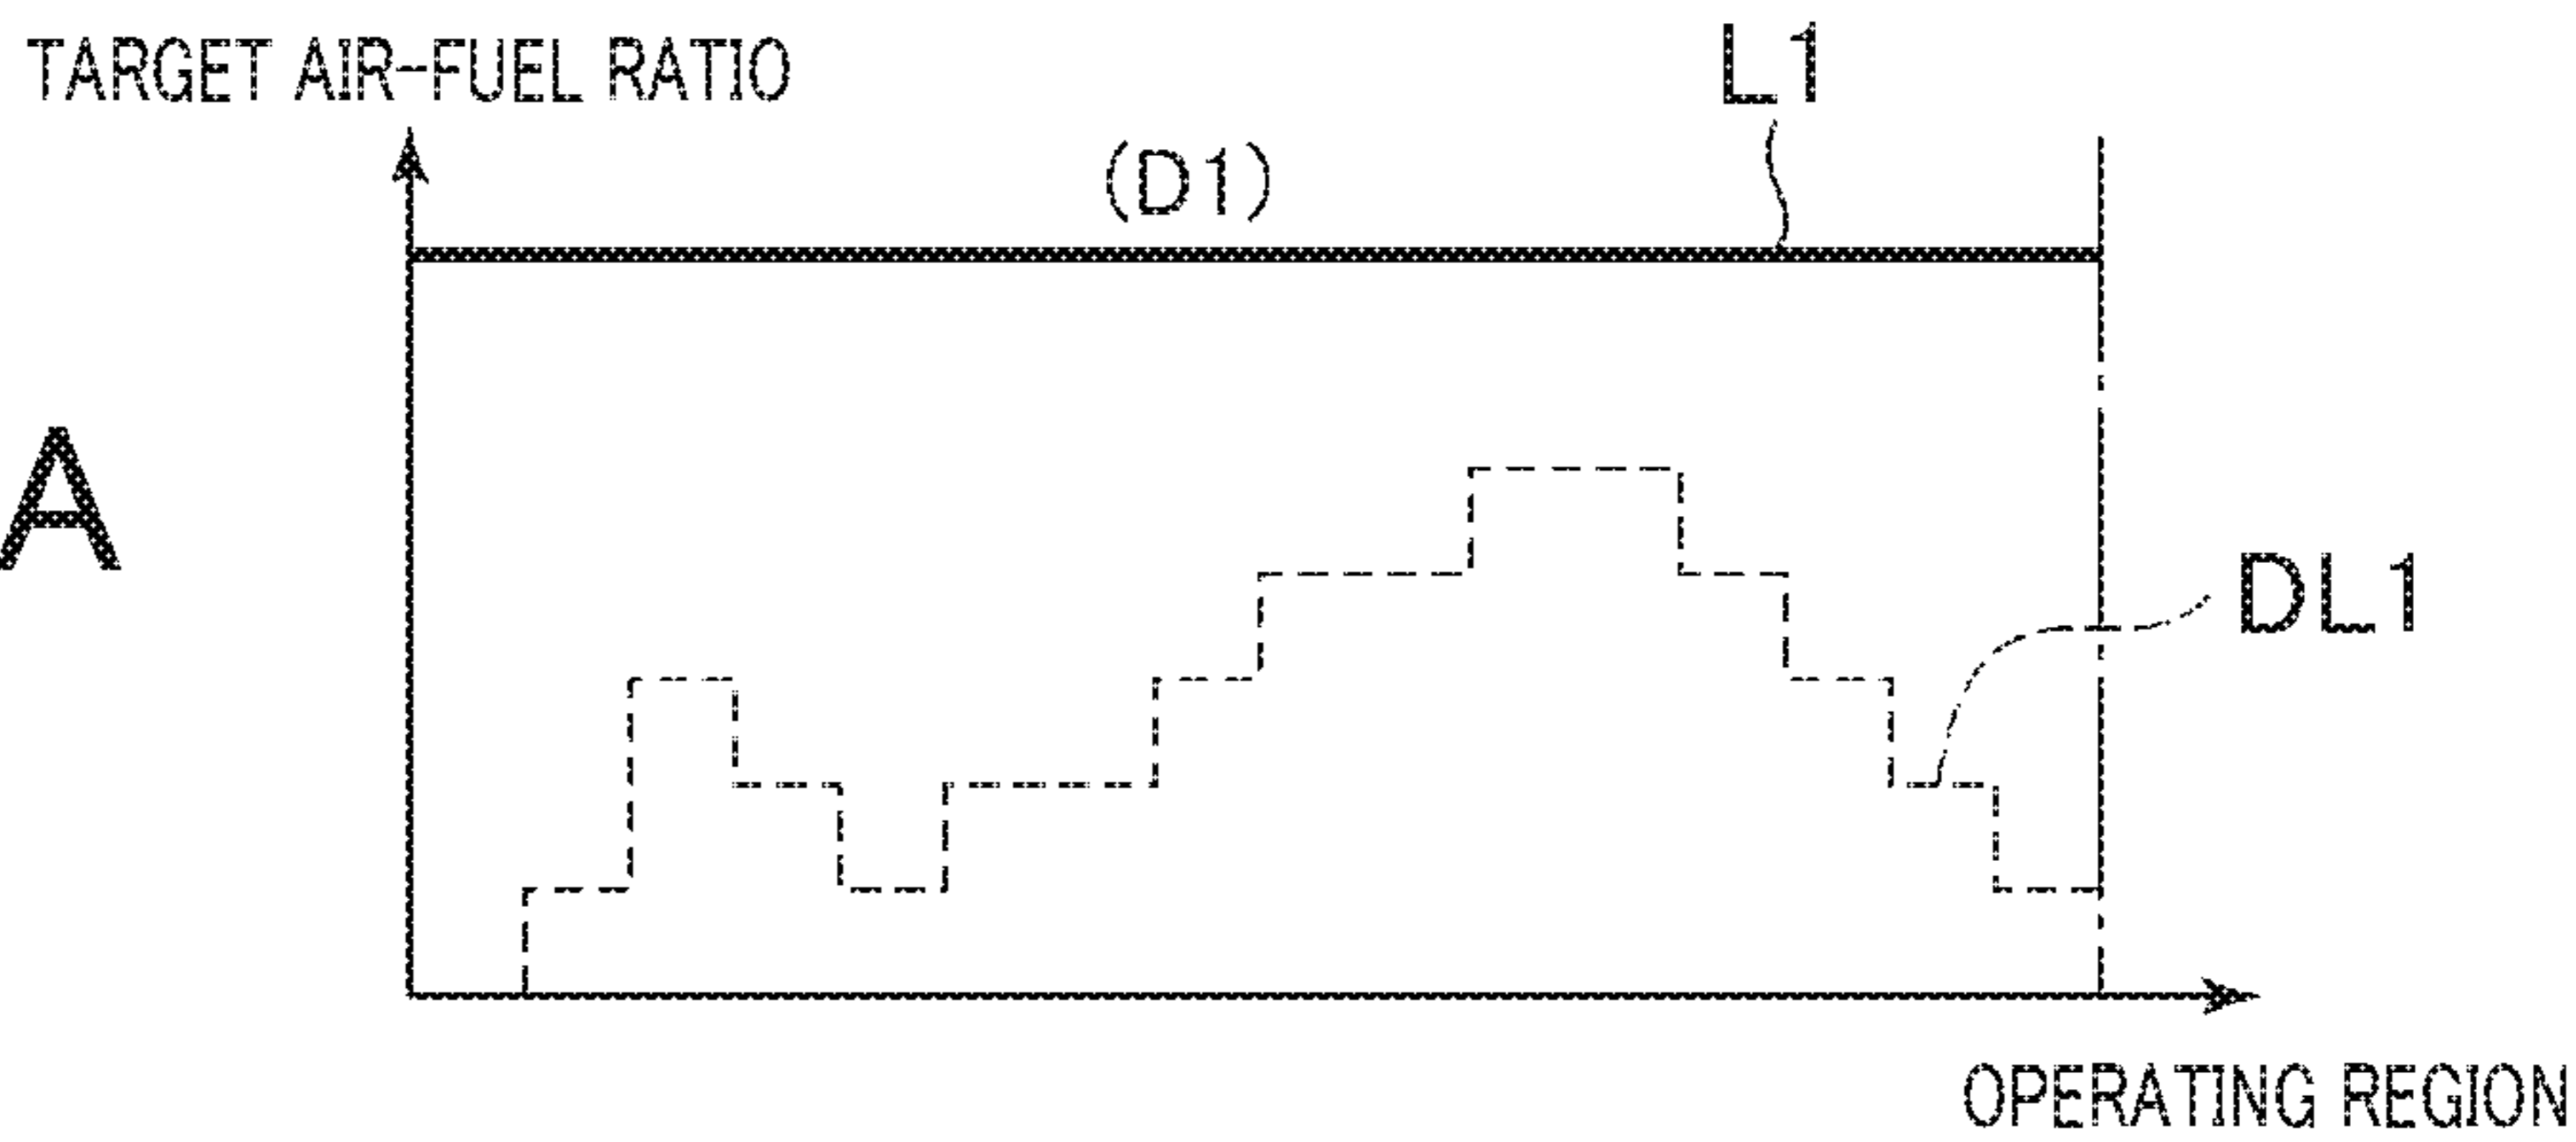 TARGET AIR-FUEL RATIO
L1
(D1)
A
DL1
OPERATING REGION